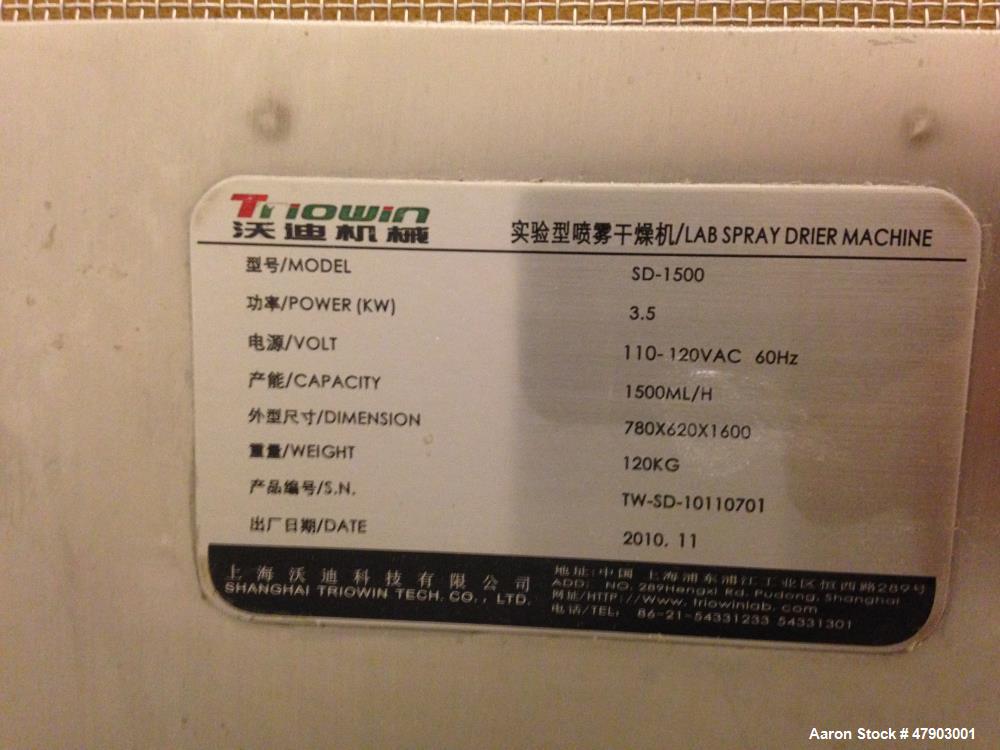 Triowin
沃迪机械
实验型喷雾干燥机/LAB SPRAY DRIER MACHINE
型号/MODEL SD-1500
功率/POWER (KW) 3.5
电源/VOLT 110-120VAC 60Hz
产能/CAPACITY 1500ML/H
外型尺寸/DIMENSION 780X620X1600
重量/WEIGHT 120KG
产品编号/S.N. TW-SD-10110701
出厂日期/DATE 2010. 11
上海沃迪科技有限公司
SHANGHAI TRIOWIN TECH. CO., LTD.
地址: 中国 上海浦东浦江工业区恒西路289号
ADD: NO. 289Hengxi Rd. Pudong, Shanghai
网址/HTTP://www. triowinlab. com
电话/TEL: 86-21-54331233 54331301
Aaron Stock # 47903001